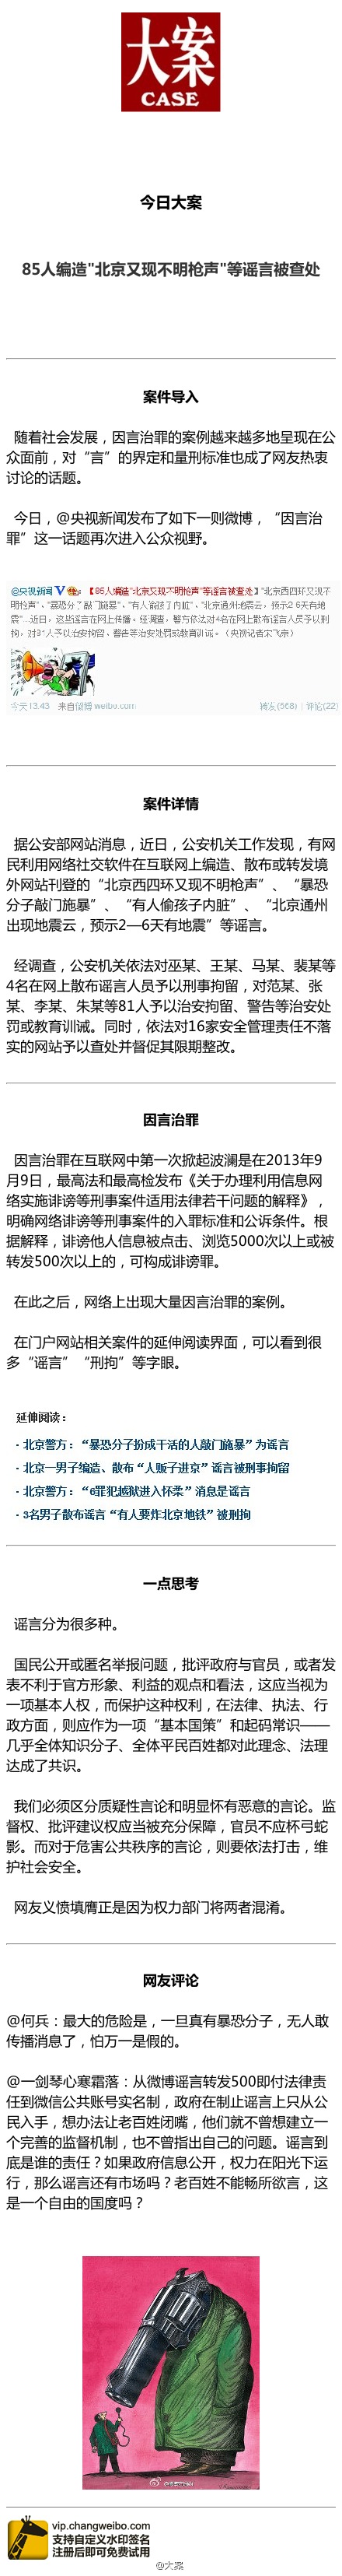 大案
CASE
今日大案
85人编造"北京又现不明枪声"等谣言被查处
案件导入
随着社会发展，因言治罪的案例越来越多地呈现在公
众面前，对“言”的界定和量刑标准也成了网友热衷
讨论的话题。
今日，@央视新闻发布了如下一则微博，“因言治
罪”这一话题再次进入公众视野。
@央视新闻 【85人编造"北京又现不明枪声"等谣言被查处】"北京西四环又现不
明枪声"、"暴恐分子敲门施暴"、"有人偷孩子内脏"、"北京通州出现地震云，预示2-6天有地
震"...近日，这些谣言在网上传播。经调查，警方依法对4名在网上散布谣言人员予以刑
拘，对81人予以治安拘留、警告等治安处罚或教育训诫。（央视记者宋飞京）
今天13:43 来自微博 weibo.com 转发(568) | 评论(22)
案件详情
据公安部网站消息，近日，公安机关工作发现，有网
民利用网络社交软件在互联网上编造、散布或转发境
外网站刊登的“北京西四环又现不明枪声”、“暴恐
分子敲门施暴”、“有人偷孩子内脏”、“北京通州
出现地震云，预示2—6天有地震”等谣言。
经调查，公安机关依法对巫某、王某、马某、裴某等
4名在网上散布谣言人员予以刑事拘留，对范某、张
某、李某、朱某等81人予以治安拘留、警告等治安处
罚或教育训诫。同时，依法对16家安全管理责任不落
实的网站予以查处并督促其限期整改。
因言治罪
因言治罪在互联网中第一次掀起波澜是在2013年9
月9日，最高法和最高检发布《关于办理利用信息网
络实施诽谤等刑事案件适用法律若干问题的解释》，
明确网络诽谤等刑事案件的入罪标准和公诉条件。根
据解释，诽谤他人信息被点击、浏览5000次以上或被
转发500次以上的，可构成诽谤罪。
在此之后，网络上出现大量因言治罪的案例。
在门户网站相关案件的延伸阅读界面，可以看到很
多“谣言”“刑拘”等字眼。
延伸阅读：
· 北京警方：“暴恐分子扮成干活的人敲门施暴”为谣言
· 北京一男子编造、散布“人贩子进京”谣言被刑事拘留
· 北京警方：“6罪犯越狱进入怀柔”消息是谣言
· 3名男子散布谣言“有人要炸北京地铁”被刑拘
一点思考
谣言分为很多种。
国民公开或匿名举报问题，批评政府与官员，或者发
表不利于官方形象、利益的观点和看法，这应当视为
一项基本人权，而保护这种权利，在法律、执法、行
政方面，则应作为一项“基本国策”和起码常识——
几乎全体知识分子、全体平民百姓都对此理念、法理
达成了共识。
我们必须区分质疑性言论和明显怀有恶意的言论。监
督权、批评建议权应当被充分保障，官员不应杯弓蛇
影。而对于危害公共秩序的言论，则要依法打击，维
护社会安全。
网友义愤填膺正是因为权力部门将两者混淆。
网友评论
@何兵：最大的危险是，一旦真有暴恐分子，无人敢
传播消息了，怕万一是假的。
@一剑琴心寒霜落：从微博谣言转发500即付法律责
任到微信公共账号实名制，政府在制止谣言上只从公
民入手，想办法让老百姓闭嘴，他们就不曾想建立一
个完善的监督机制，也不曾指出自己的问题。谣言到
底是谁的责任？如果政府信息公开，权力在阳光下运
行，那么谣言还有市场吗？老百姓不能畅所欲言，这
是一个自由的国度吗？
vip.changweibo.com
支持自定义水印签名
注册后即可免费试用
@大案